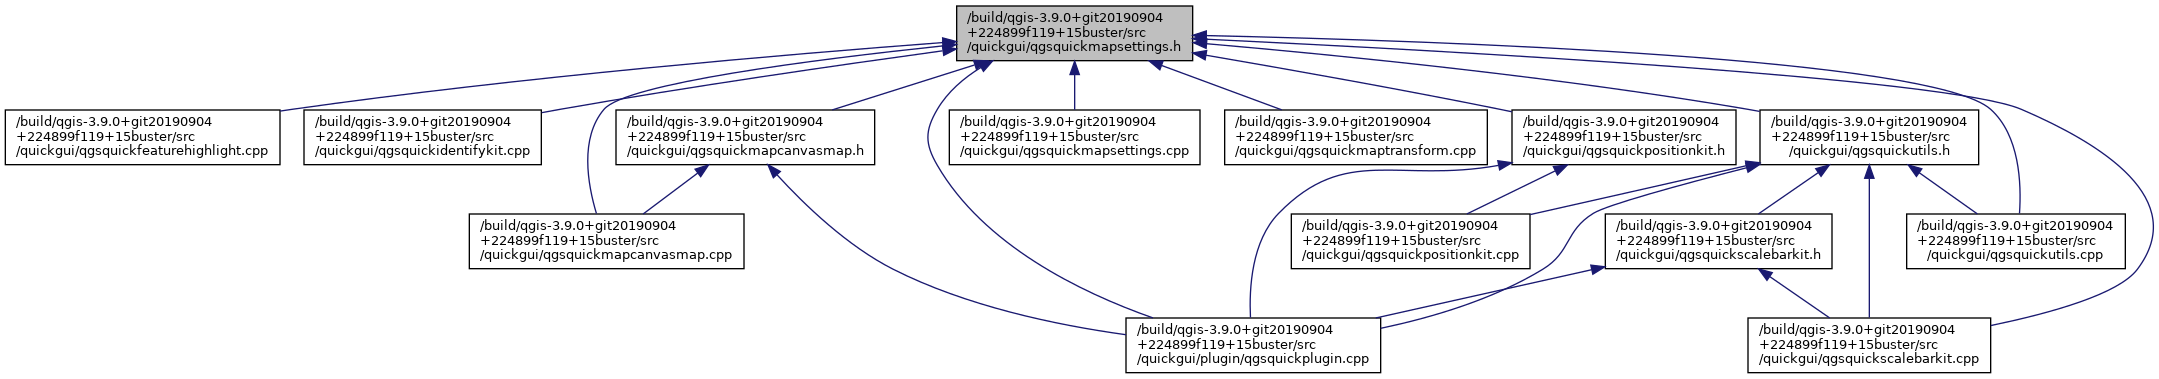 /build/qgis-3.9.0+git20190904
+224899f119+15buster/src
/quickgui/qgsquickmapsettings.h
/build/qgis-3.9.0+git20190904
+224899f119+15buster/src
/quickgui/qgsquickfeaturehighlight.cpp
/build/qgis-3.9.0+git20190904
+224899f119+15buster/src
/quickgui/qgsquickidentifykit.cpp
/build/qgis-3.9.0+git20190904
+224899f119+15buster/src
/quickgui/qgsquickmapcanvasmap.h
/build/qgis-3.9.0+git20190904
+224899f119+15buster/src
/quickgui/qgsquickmapsettings.cpp
/build/qgis-3.9.0+git20190904
+224899f119+15buster/src
/quickgui/qgsquickmaptransform.cpp
/build/qgis-3.9.0+git20190904
+224899f119+15buster/src
/quickgui/qgsquickpositionkit.h
/build/qgis-3.9.0+git20190904
+224899f119+15buster/src
/quickgui/qgsquickutils.h
/build/qgis-3.9.0+git20190904
+224899f119+15buster/src
/quickgui/qgsquickmapcanvasmap.cpp
/build/qgis-3.9.0+git20190904
+224899f119+15buster/src
/quickgui/qgsquickpositionkit.cpp
/build/qgis-3.9.0+git20190904
+224899f119+15buster/src
/quickgui/qgsquickscalebarkit.h
/build/qgis-3.9.0+git20190904
+224899f119+15buster/src
/quickgui/qgsquickutils.cpp
/build/qgis-3.9.0+git20190904
+224899f119+15buster/src
/quickgui/plugin/qgsquickplugin.cpp
/build/qgis-3.9.0+git20190904
+224899f119+15buster/src
/quickgui/qgsquickscalebarkit.cpp